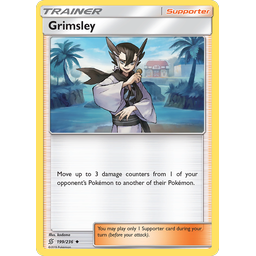 TRAINER
Supporter
Grimsley
Move up to 3 damage counters from 1 of your
opponent's Pokémon to another of their Pokémon.
You may play only 1 Supporter card during your
turn (before your attack).
199/236